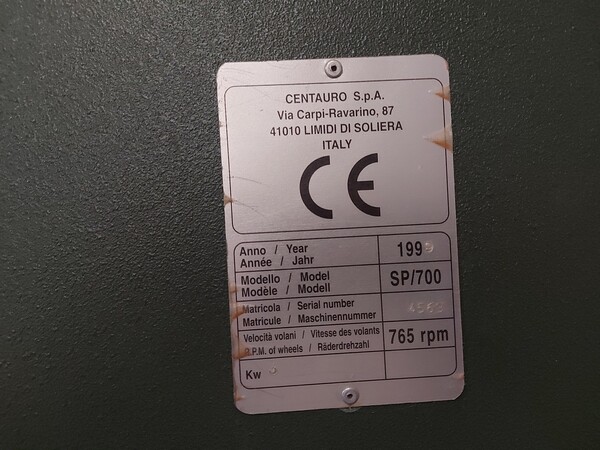 CENTAURO S.p.A.
Via Carpi-Ravarino, 87
41010 LIMIDI DI SOLIERA
ITALY
CE
Anno / Year
Année / Jahr
1999
Modello / Model
Modèle / Modell
SP/700
Matricola / Serial number
Matricule / Maschinennummer
Velocità volani / Vitesse des volants
R.P.M. of wheels / Räderdrehzahl
765 rpm
Kw